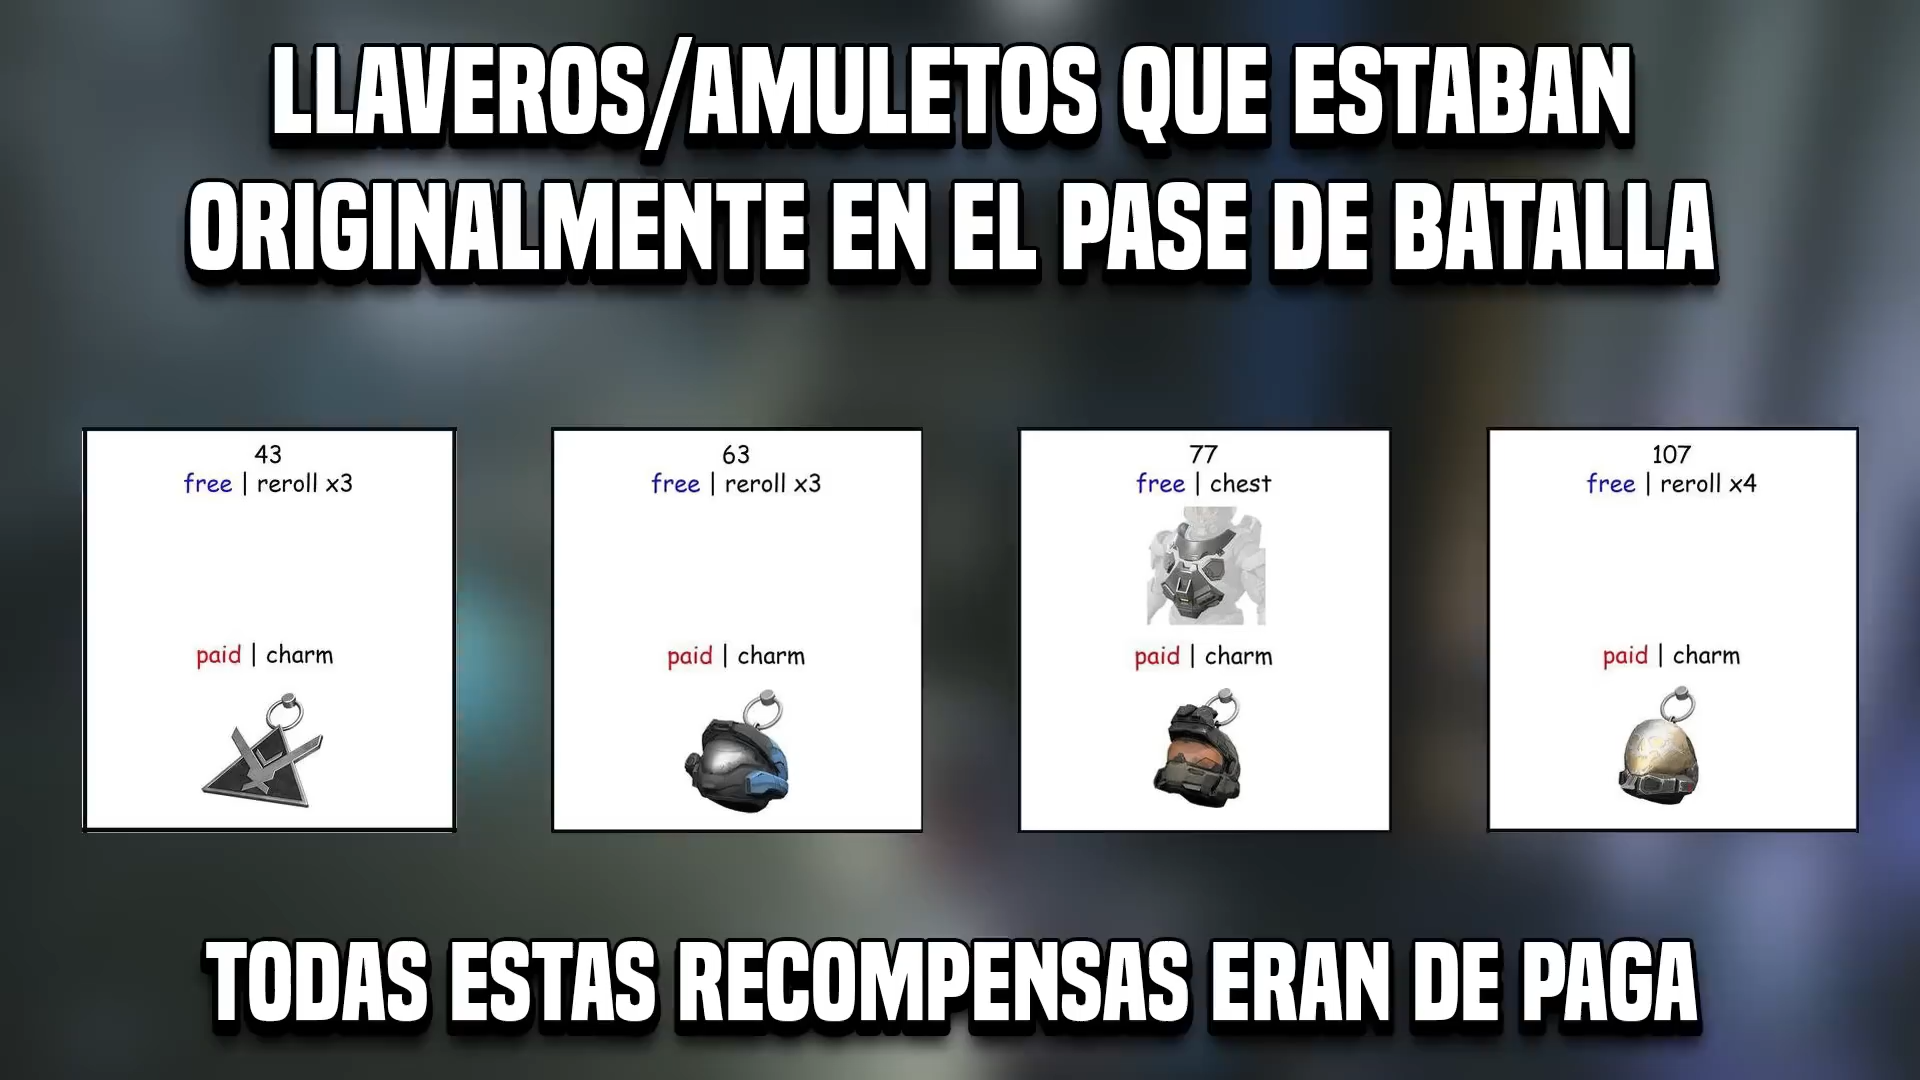 LLAVEROS/AMULETOS QUE ESTABAN
ORIGINALMENTE EN EL PASE DE BATALLA
43
free | reroll x3
paid | charm
63
free | reroll x3
paid | charm
77
free | chest
paid | charm
107
free | reroll x4
paid | charm
TODAS ESTAS RECOMPENSAS ERAN DE PAGA